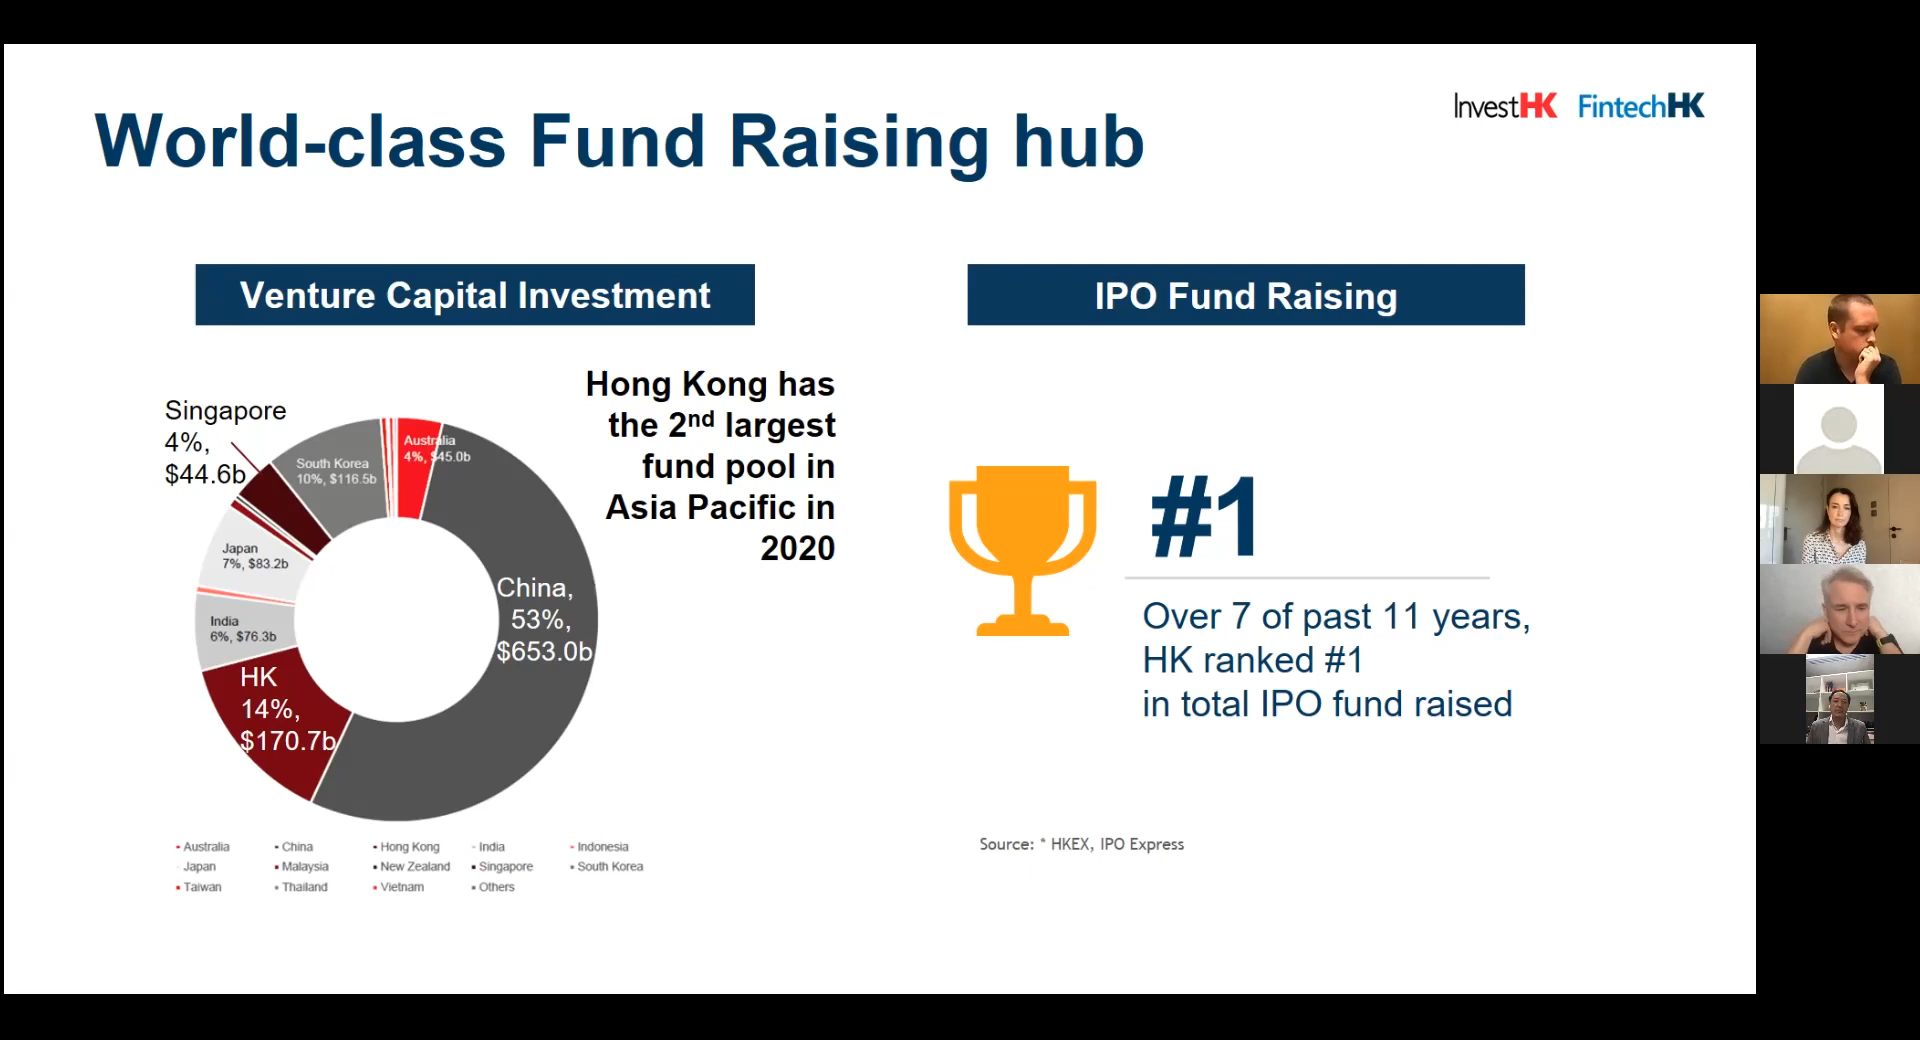 World-class Fund Raising hub
InvestHK FintechHK
Venture Capital Investment
Hong Kong has
the 2nd largest
fund pool in
Asia Pacific in
2020
Singapore
4%,
$44.6b
South Korea
10%, $116.5b
Australia
4%, $45.0b
Japan
7%, $83.2b
India
6%, $76.3b
HK
14%,
$170.7b
China,
53%,
$653.0b
Australia China Hong Kong India Indonesia
Japan Malaysia New Zealand Singapore South Korea
Taiwan Thailand Vietnam Others
IPO Fund Raising
#1
Over 7 of past 11 years,
HK ranked #1
in total IPO fund raised
Source: * HKEX, IPO Express